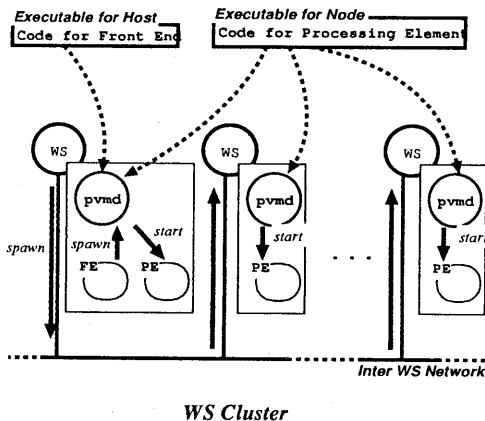 Executable for Host
Code for Front End
Executable for Node
Code for Processing Element
WS
WS
WS
pvmd
pvmd
pvmd
spawn
spawn
start
start
start
FE
PE
PE
PE
. . .
Inter WS Network
WS Cluster